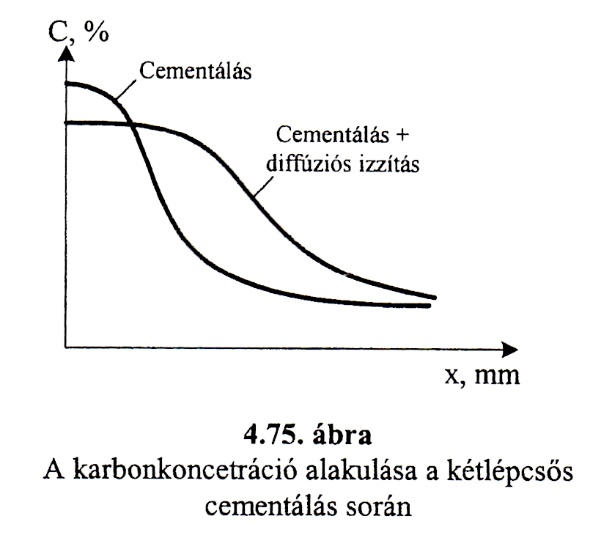 C, %
Cementálás
Cementálás +
diffúziós izzítás
x, mm
4.75. ábra
A karbonkoncetráció alakulása a kétlépcsős
cementálás során